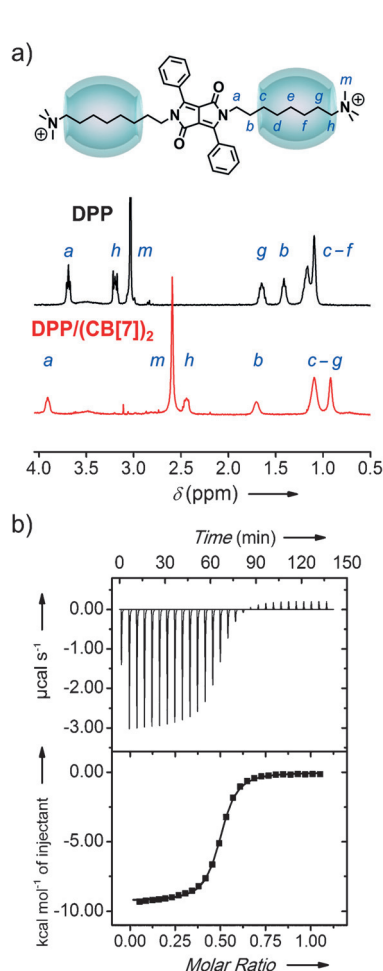 a)
m
N ⊕
O
N
N
O
a c e g
N ⊕
b d f h
DPP
a h m g b c–f
DPP/(CB[7])2
a m h b c–g
4.0 3.5 3.0 2.5 2.0 1.5 1.0 0.5
δ (ppm)
b)
Time (min)
0 30 60 90 120 150
0.00
-1.00
-2.00
-3.00
µcal s⁻¹
0.00
-5.00
-10.00
kcal mol⁻¹ of injectant
0.00 0.25 0.50 0.75 1.00
Molar Ratio